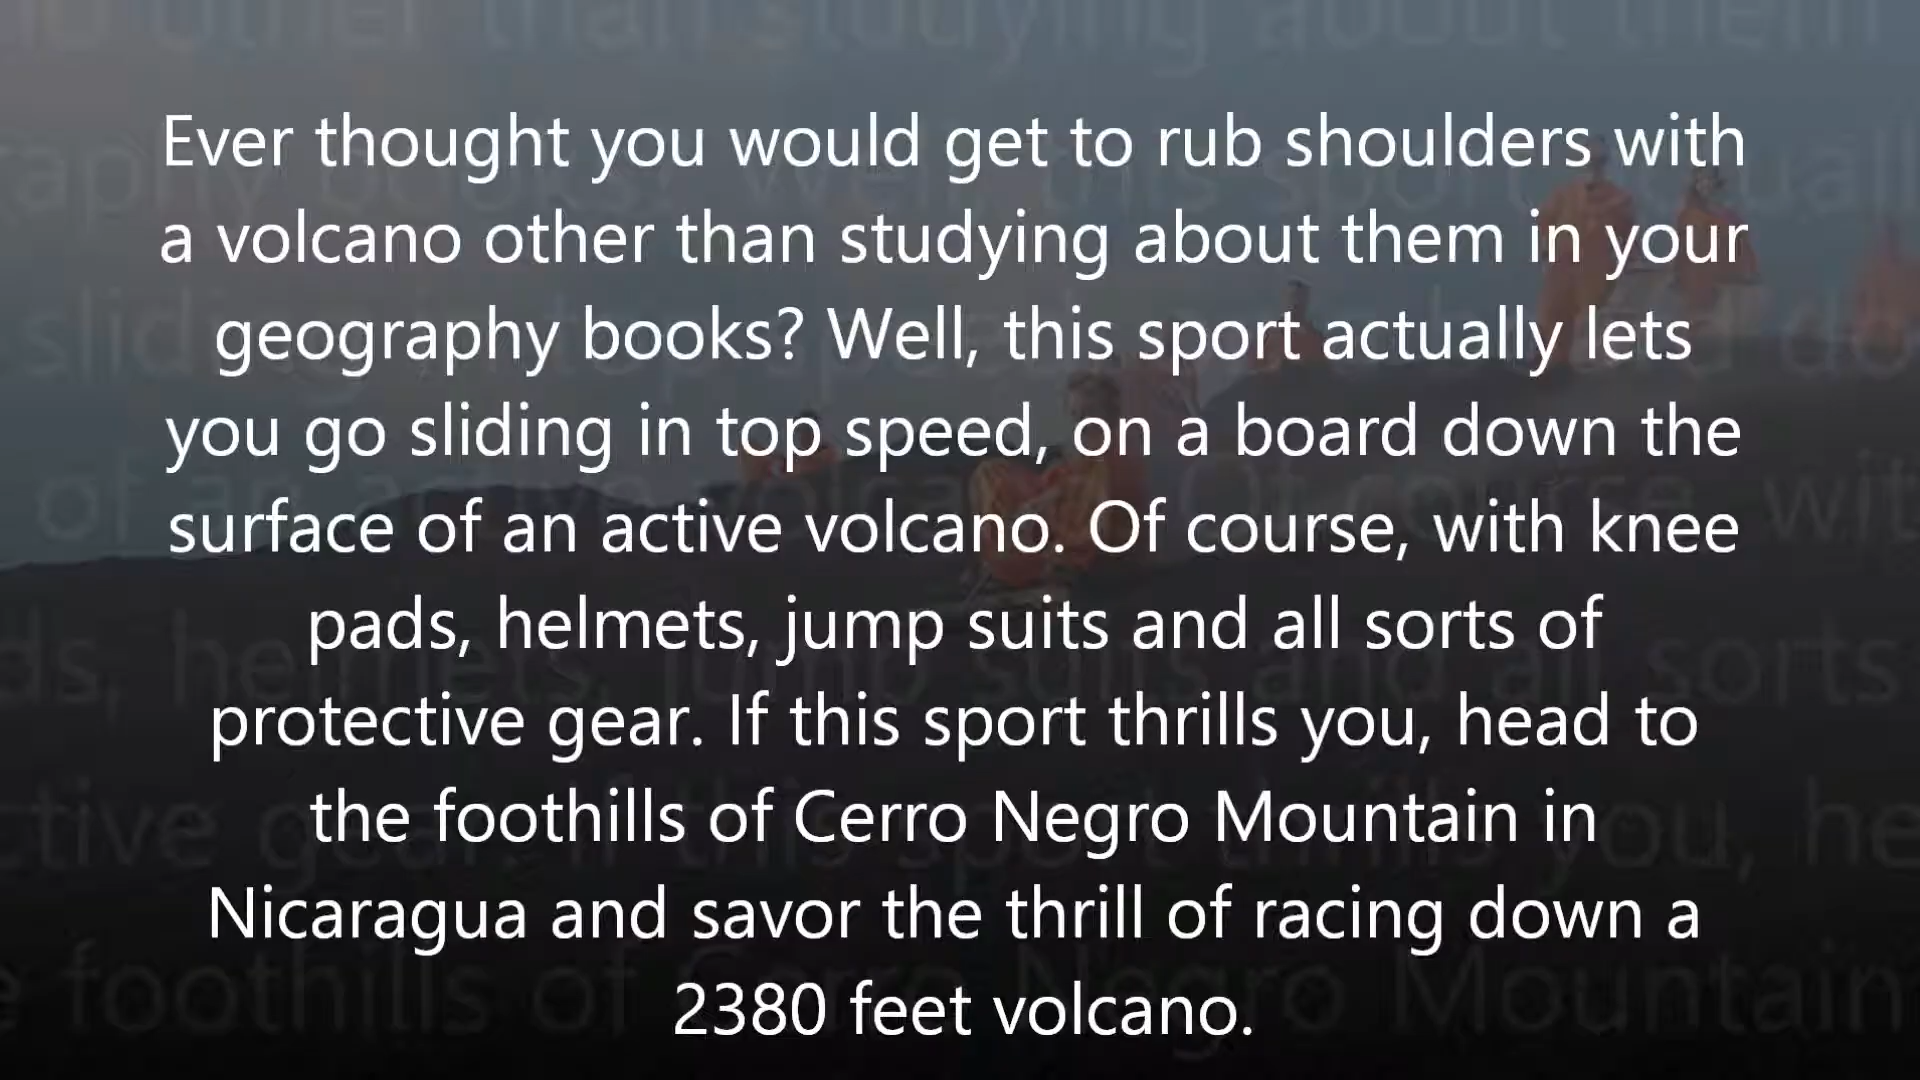 Ever thought you would get to rub shoulders with
a volcano other than studying about them in your
geography books? Well, this sport actually lets
you go sliding in top speed, on a board down the
surface of an active volcano. Of course, with knee
pads, helmets, jump suits and all sorts of
protective gear. If this sport thrills you, head to
the foothills of Cerro Negro Mountain in
Nicaragua and savor the thrill of racing down a
2380 feet volcano.